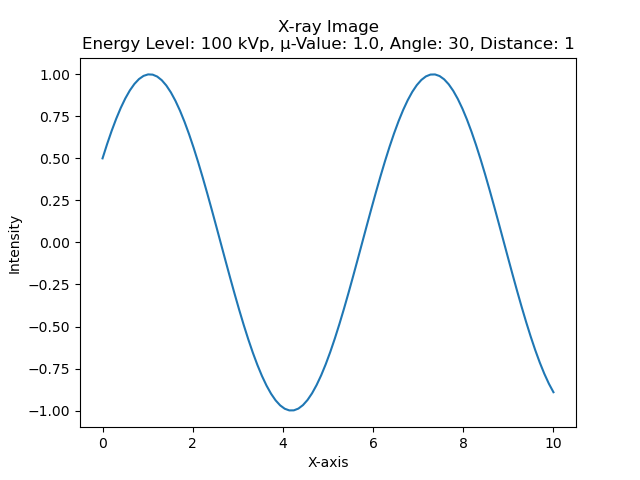 X-ray Image
Energy Level: 100 kVp, μ-Value: 1.0, Angle: 30, Distance: 1
1.00
0.75
0.50
0.25
0.00
−0.25
−0.50
−0.75
−1.00
Intensity
0 2 4 6 8 10
X-axis